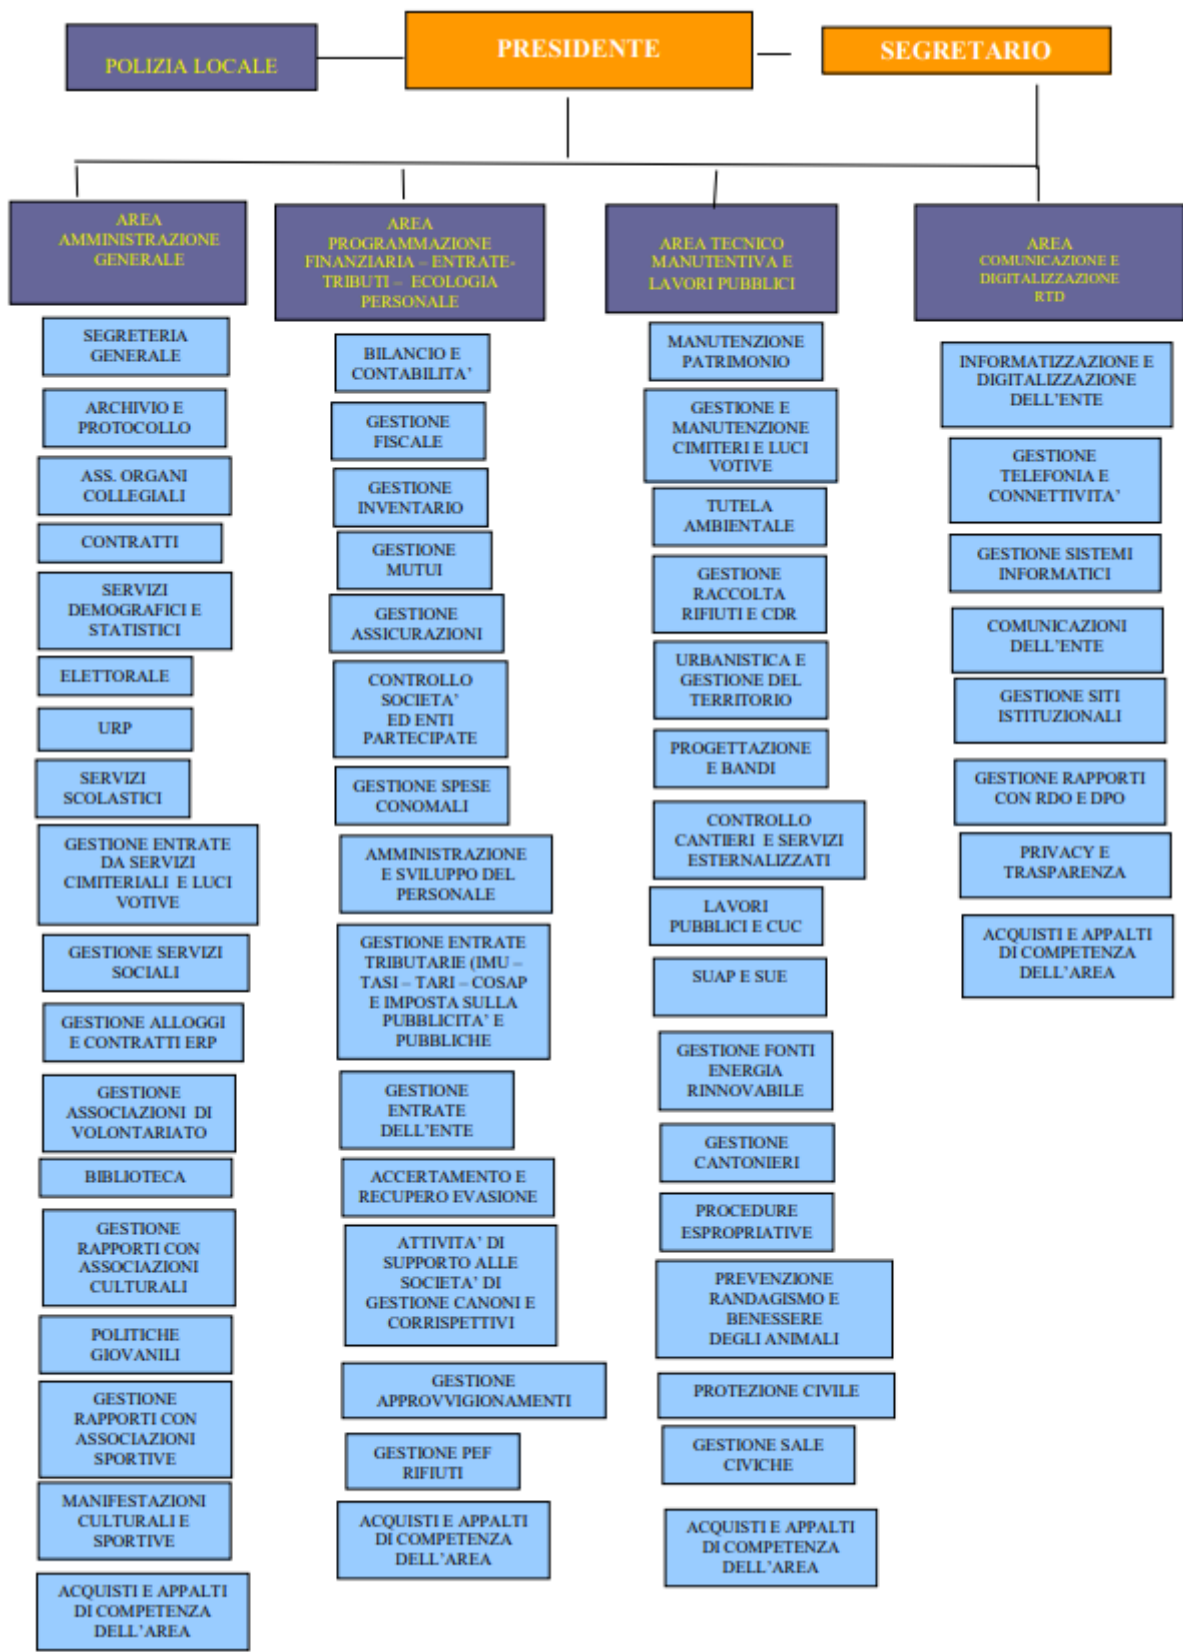 POLIZIA LOCALE
PRESIDENTE
SEGRETARIO
AREA
AMMINISTRAZIONE
GENERALE
SEGRETERIA
GENERALE
ARCHIVIO E
PROTOCOLLO
ASS. ORGANI
COLLEGIALI
CONTRATTI
SERVIZI
DEMOGRAFICI E
STATISTICI
ELETTORALE
URP
SERVIZI
SCOLASTICI
GESTIONE ENTRATE
DA SERVIZI
CIMITERIALI E LUCI
VOTIVE
GESTIONE SERVIZI
SOCIALI
GESTIONE ALLOGGI
E CONTRATTI ERP
GESTIONE
ASSOCIAZIONI DI
VOLONTARIATO
BIBLIOTECA
GESTIONE
RAPPORTI CON
ASSOCIAZIONI
CULTURALI
POLITICHE
GIOVANILI
GESTIONE
RAPPORTI CON
ASSOCIAZIONI
SPORTIVE
MANIFESTAZIONI
CULTURALI E
SPORTIVE
ACQUISTI E APPALTI
DI COMPETENZA
DELL'AREA
AREA
PROGRAMMAZIONE
FINANZIARIA – ENTRATE-
TRIBUTI – ECOLOGIA
PERSONALE
BILANCIO E
CONTABILITA'
GESTIONE
FISCALE
GESTIONE
INVENTARIO
GESTIONE
MUTUI
GESTIONE
ASSICURAZIONI
CONTROLLO
SOCIETA'
ED ENTI
PARTECIPATE
GESTIONE SPESE
CONOMALI
AMMINISTRAZIONE
E SVILUPPO DEL
PERSONALE
GESTIONE ENTRATE
TRIBUTARIE (IMU –
TASI – TARI – COSAP
E IMPOSTA SULLA
PUBBLICITA' E
PUBBLICHE
GESTIONE
ENTRATE
DELL'ENTE
ACCERTAMENTO E
RECUPERO EVASIONE
ATTIVITA' DI
SUPPORTO ALLE
SOCIETA' DI
GESTIONE CANONI E
CORRISPETTIVI
GESTIONE
APPROVVIGIONAMENTI
GESTIONE PEF
RIFIUTI
ACQUISTI E APPALTI
DI COMPETENZA
DELL'AREA
AREA TECNICO
MANUTENTIVA E
LAVORI PUBBLICI
MANUTENZIONE
PATRIMONIO
GESTIONE E
MANUTENZIONE
CIMITERI E LUCI
VOTIVE
TUTELA
AMBIENTALE
GESTIONE
RACCOLTA
RIFIUTI E CDR
URBANISTICA E
GESTIONE DEL
TERRITORIO
PROGETTAZIONE
E BANDI
CONTROLLO
CANTIERI E SERVIZI
ESTERNALIZZATI
LAVORI
PUBBLICI E CUC
SUAP E SUE
GESTIONE FONTI
ENERGIA
RINNOVABILE
GESTIONE
CANTONIERI
PROCEDURE
ESPROPRIATIVE
PREVENZIONE
RANDAGISMO E
BENESSERE
DEGLI ANIMALI
PROTEZIONE CIVILE
GESTIONE SALE
CIVICHE
ACQUISTI E APPALTI
DI COMPETENZA
DELL'AREA
AREA
COMUNICAZIONE E
DIGITALIZZAZIONE
RTD
INFORMATIZZAZIONE E
DIGITALIZZAZIONE
DELL'ENTE
GESTIONE
TELEFONIA E
CONNETTIVITA'
GESTIONE SISTEMI
INFORMATICI
COMUNICAZIONI
DELL'ENTE
GESTIONE SITI
ISTITUZIONALI
GESTIONE RAPPORTI
CON RDO E DPO
PRIVACY E
TRASPARENZA
ACQUISTI E APPALTI
DI COMPETENZA
DELL'AREA